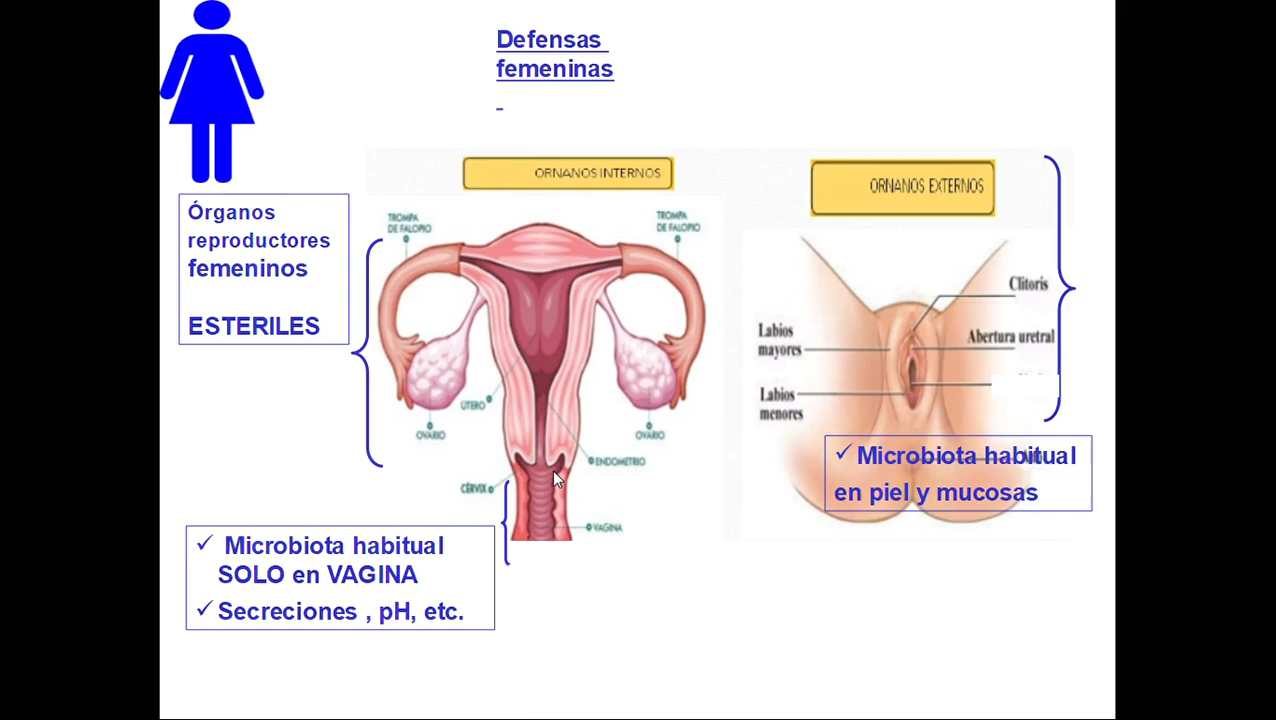 Defensas
femeninas
ORNANOS INTERNOS
ORNANOS EXTERNOS
Órganos
reproductores
femeninos
ESTERILES
TROMPA
DE FALOPIO
TROMPA
DE FALOPIO
ÚTERO
OVARIO
OVARIO
ENDOMETRIO
CÉRVIX
VAGINA
Clitoris
Labios
mayores
Abertura uretral
Labios
menores
✓ Microbiota habitual
en piel y mucosas
✓ Microbiota habitual
SOLO en VAGINA
✓ Secreciones , pH, etc.